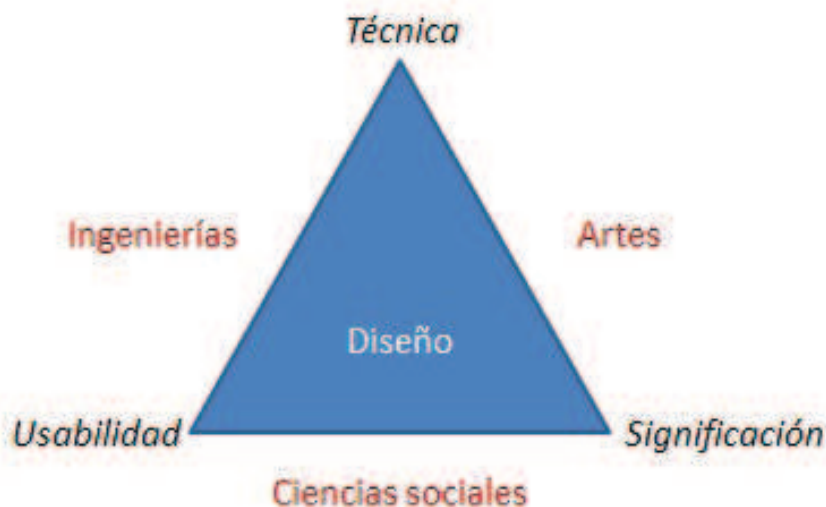 Técnica
Ingenierías
Artes
Diseño
Usabilidad
Significación
Ciencias sociales